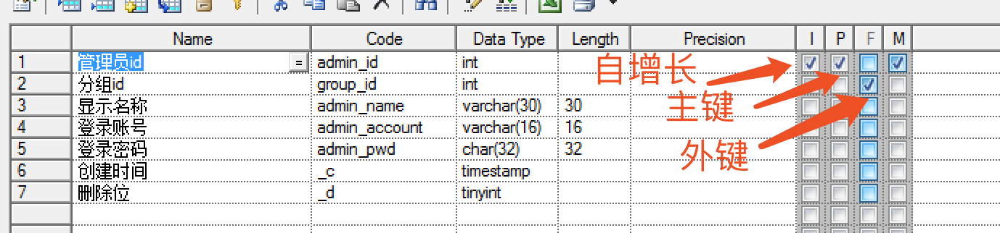 Name Code Data Type Length Precision I P F M
1 管理员id = admin_id int
2 分组id group_id int
3 显示名称 admin_name varchar(30) 30
4 登录账号 admin_account varchar(16) 16
5 登录密码 admin_pwd char(32) 32
6 创建时间 _c timestamp
7 刪除位 _d tinyint
自增长
主键
外键